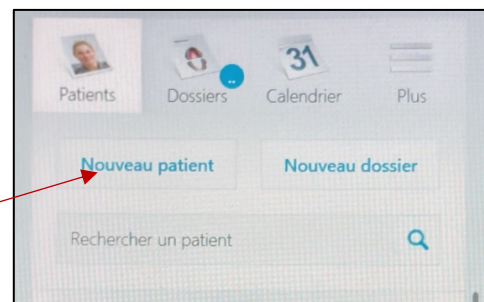 31
Patients Dossiers Calendrier Plus
Nouveau patient Nouveau dossier
Rechercher un patient